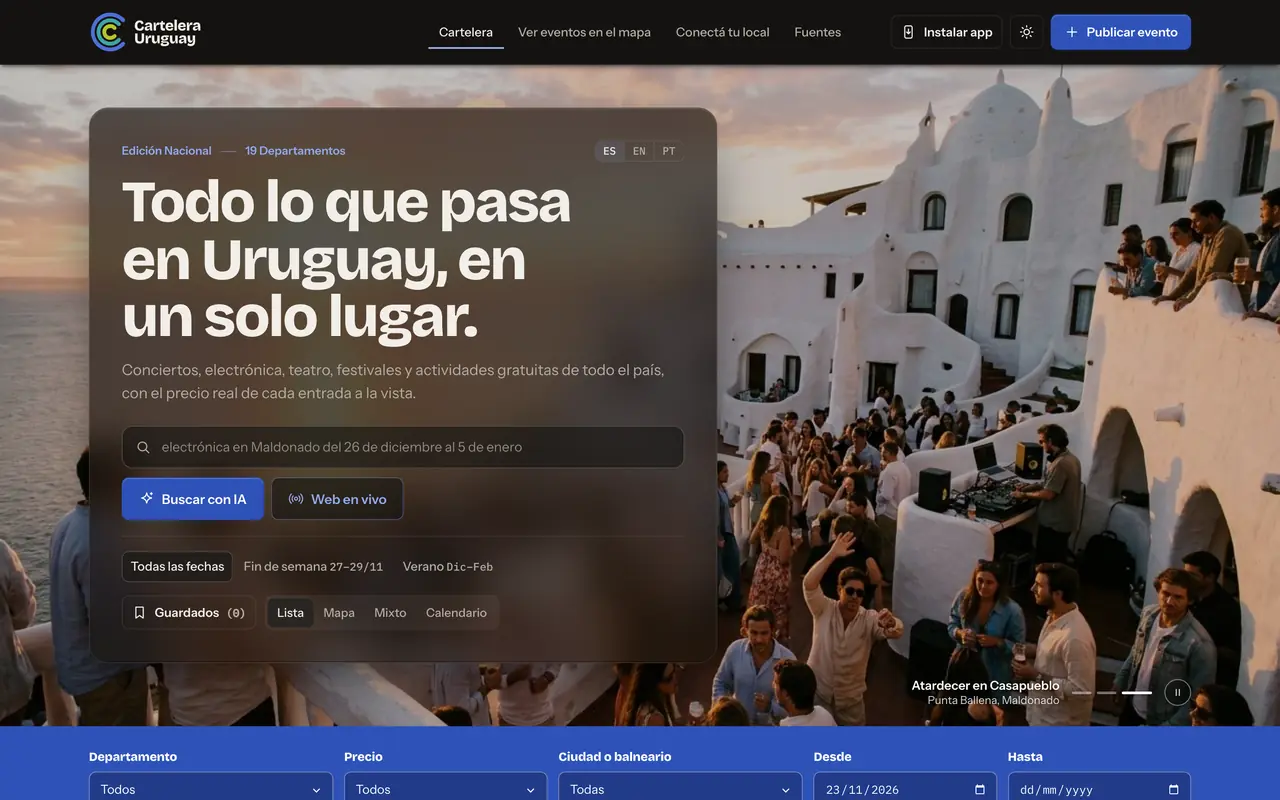 Cartelera
Uruguay
Cartelera
Ver eventos en el mapa
Conectá tu local
Fuentes
Instalar app
Publicar evento
Edición Nacional — 19 Departamentos
ES EN PT
Todo lo que pasa
en Uruguay, en
un solo lugar.
Conciertos, electrónica, teatro, festivales y actividades gratuitas de todo el país,
con el precio real de cada entrada a la vista.
electrónica en Maldonado del 26 de diciembre al 5 de enero
Buscar con IA
Web en vivo
Todas las fechas
Fin de semana 27–29/11
Verano Dic–Feb
Guardados (0)
Lista
Mapa
Mixto
Calendario
Atardecer en Casapueblo
Punta Ballena, Maldonado
Departamento
Precio
Ciudad o balneario
Desde
Hasta
Todos
Todos
Todas
23/11/2026
dd/mm/yyyy